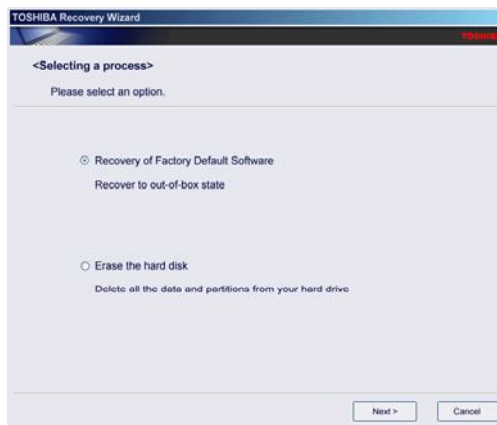 TOSHIBA Recovery Wizard
TOSHIBA
<Selecting a process>
Please select an option.
Recovery of Factory Default Software
Recover to out-of-box state
Erase the hard disk
Delete all the data and partitions from your hard drive
Next >
Cancel